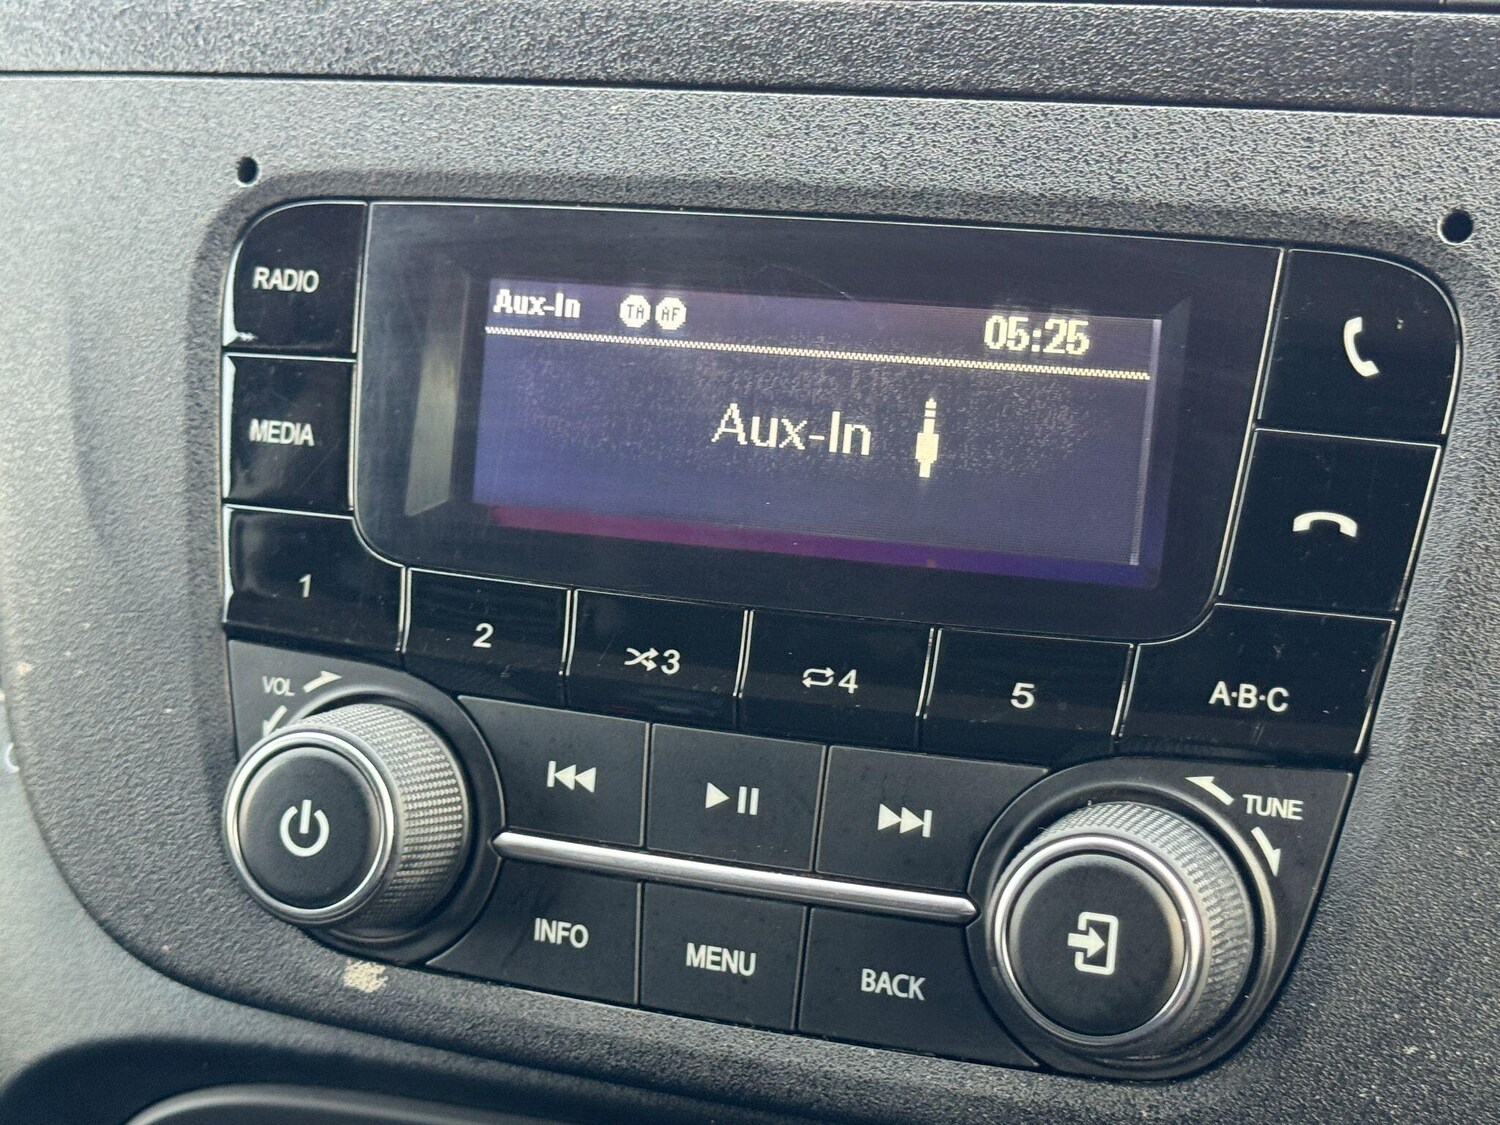 RADIO
MEDIA
Aux-In TA AF 05:25
Aux-In
1
2
3
4
5
A·B·C
VOL
TUNE
INFO
MENU
BACK